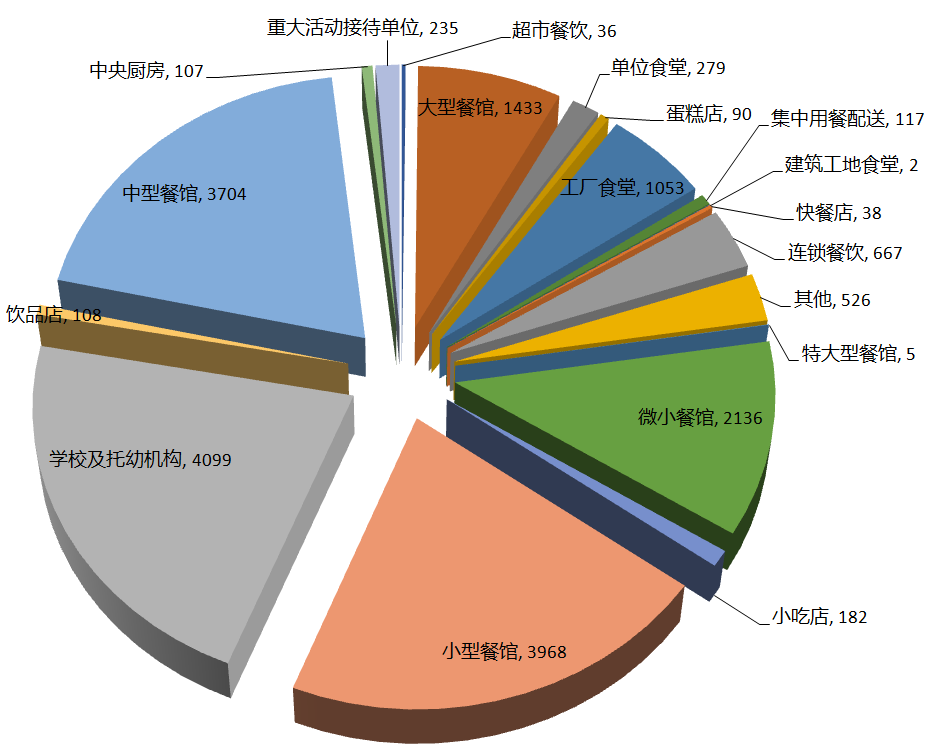 重大活动接待单位, 235
超市餐饮, 36
中央厨房, 107
单位食堂, 279
大型餐馆, 1433
蛋糕店, 90
集中用餐配送, 117
建筑工地食堂, 2
工厂食堂, 1053
中型餐馆, 3704
快餐店, 38
连锁餐饮, 667
其他, 526
饮品店, 108
特大型餐馆, 5
微小餐馆, 2136
学校及托幼机构, 4099
小吃店, 182
小型餐馆, 3968